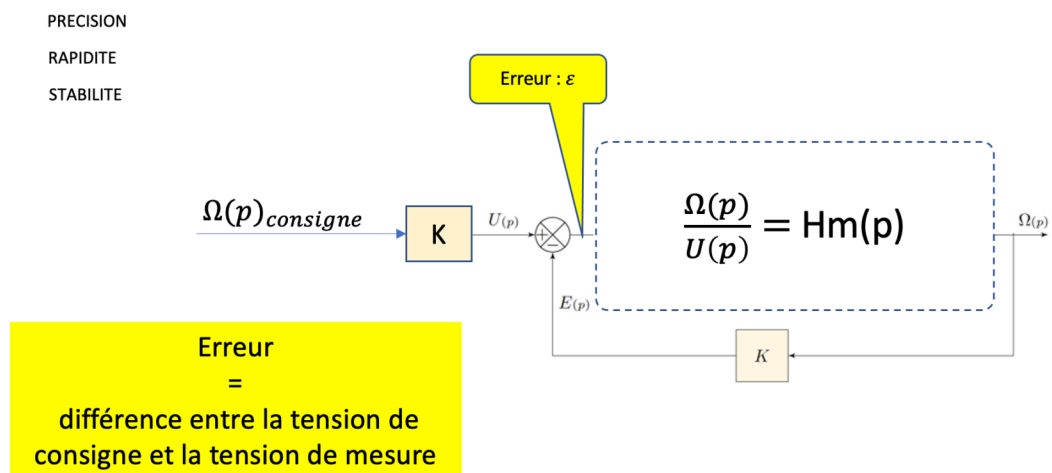 PRECISION
RAPIDITE
STABILITE
Erreur : ε
Ω(p)consigne
K
U(p)
Ω(p)
U(p)
= Hm(p)
Ω(p)
E(p)
K
Erreur
=
différence entre la tension de
consigne et la tension de mesure